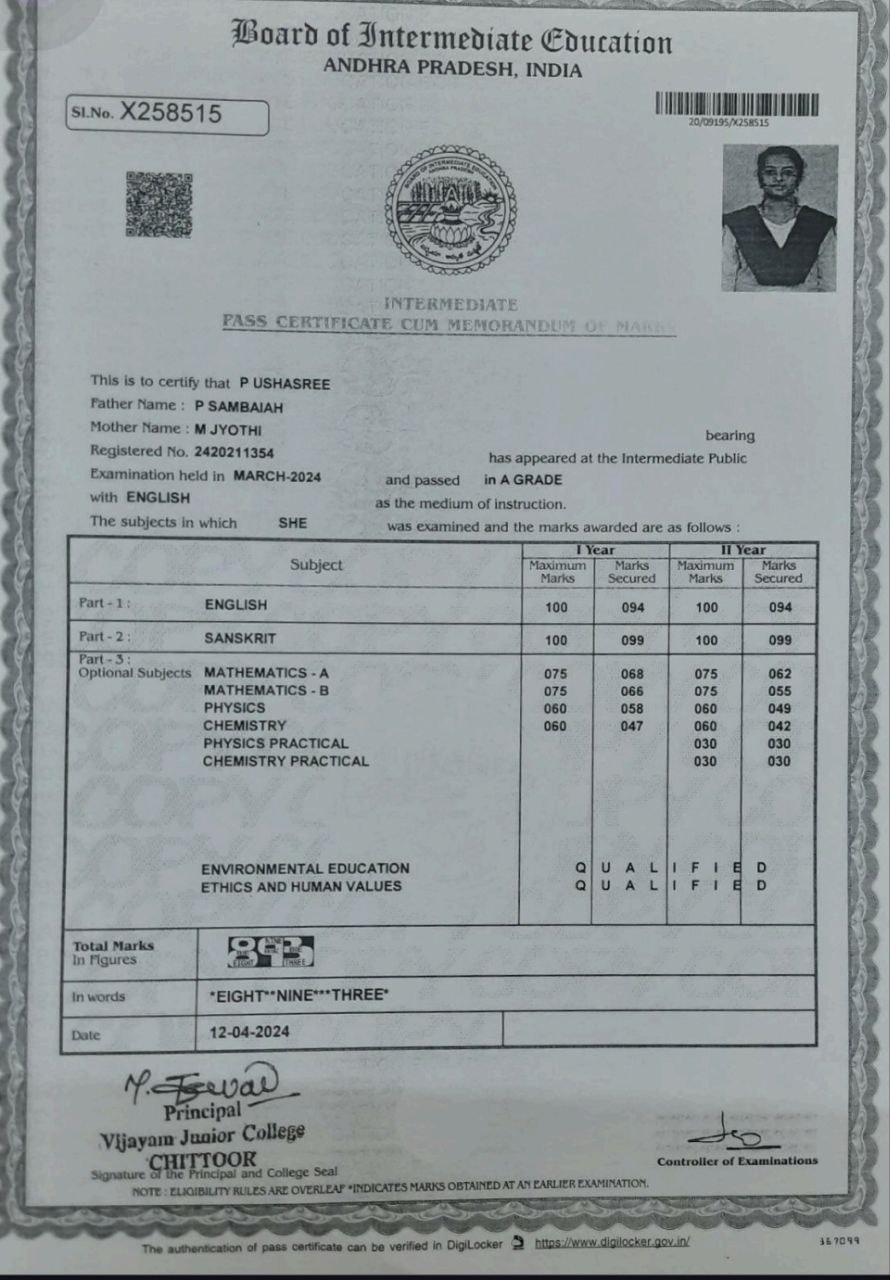 Board of Intermediate Education
ANDHRA PRADESH, INDIA
Sl.No. X258515
20/09195/X258515
BOARD OF INTERMEDIATE EDUCATION
ANDHRA PRADESH
INTERMEDIATE
PASS CERTIFICATE CUM MEMORANDUM OF MARKS
This is to certify that P USHASREE
Father Name : P SAMBAIAH
Mother Name : M JYOTHI
bearing
Registered No. 2420211354 has appeared at the Intermediate Public
Examination held in MARCH-2024 and passed in A GRADE
with ENGLISH as the medium of instruction.
The subjects in which SHE was examined and the marks awarded are as follows :
Subject I Year II Year
Maximum Marks Marks Secured Maximum Marks Marks Secured
Part - 1 : ENGLISH 100 094 100 094
Part - 2 : SANSKRIT 100 099 100 099
Part - 3 :
Optional Subjects MATHEMATICS - A 075 068 075 062
MATHEMATICS - B 075 066 075 055
PHYSICS 060 058 060 049
CHEMISTRY 060 047 060 042
PHYSICS PRACTICAL 030 030
CHEMISTRY PRACTICAL 030 030
ENVIRONMENTAL EDUCATION Q U A L I F I E D
ETHICS AND HUMAN VALUES Q U A L I F I E D
Total Marks
In Figures 893
In words *EIGHT**NINE***THREE*
Date 12-04-2024
Principal
Vijayam Junior College
CHITTOOR
Signature of the Principal and College Seal
Controller of Examinations
NOTE : ELIGIBILITY RULES ARE OVERLEAF *INDICATES MARKS OBTAINED AT AN EARLIER EXAMINATION.
The authentication of pass certificate can be verified in DigiLocker https://www.digilocker.gov.in/
367099